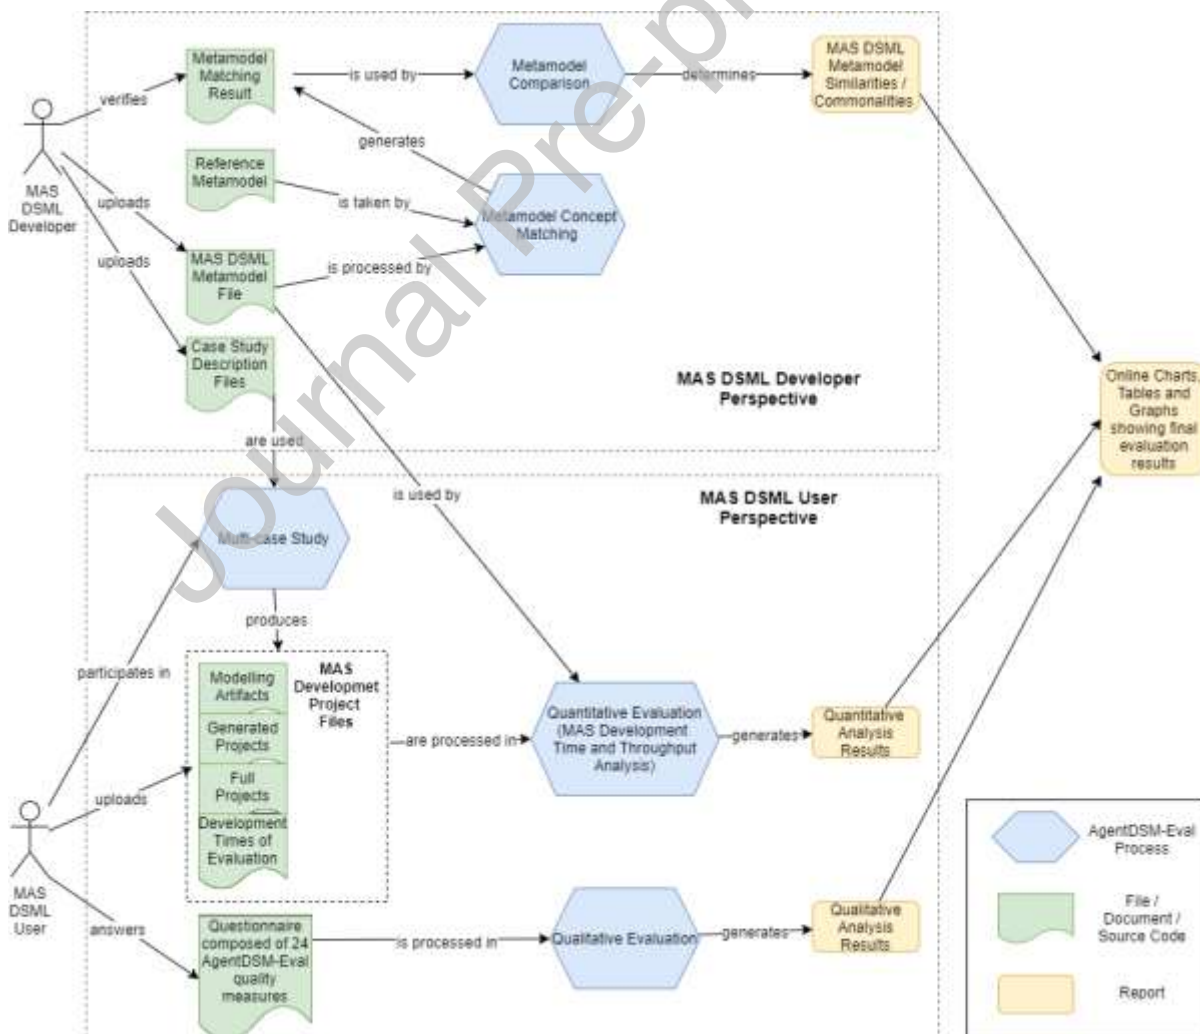 Metamodel
Matching
Result
is used by
Metamodel
Comparison
determines
MAS DSML
Metamodel
Similarities /
Commonalities
verifies
generates
Reference
Metamodel
is taken by
Metamodel Concept
Matching
MAS
DSML
Developer
uploads
uploads
MAS DSML
Metamodel
File
is processed by
Case Study
Description
Files
MAS DSML Developer
Perspective
Online Charts,
Tables and
Graphs
showing final
evaluation
results
are used
is used by
MAS DSML User
Perspective
Multi-case Study
produces
participates in
Modelling
Artifacts
Generated
Projects
Full
Projects
Development
Times of
Evaluation
MAS
Developmet
Project
Files
are processed in
Quantitative Evaluation
(MAS Development
Time and Throughput
Analysis)
generates
Quantitative
Analysis
Results
uploads
MAS
DSML
User
answers
Questionnaire
composed of 24
AgentDSM-Eval
quality
measures
is processed in
Qualitative Evaluation
generates
Qualitative
Analysis
Results
AgentDSM-Eval
Process
File /
Document /
Source Code
Report
Journal Pre-pr